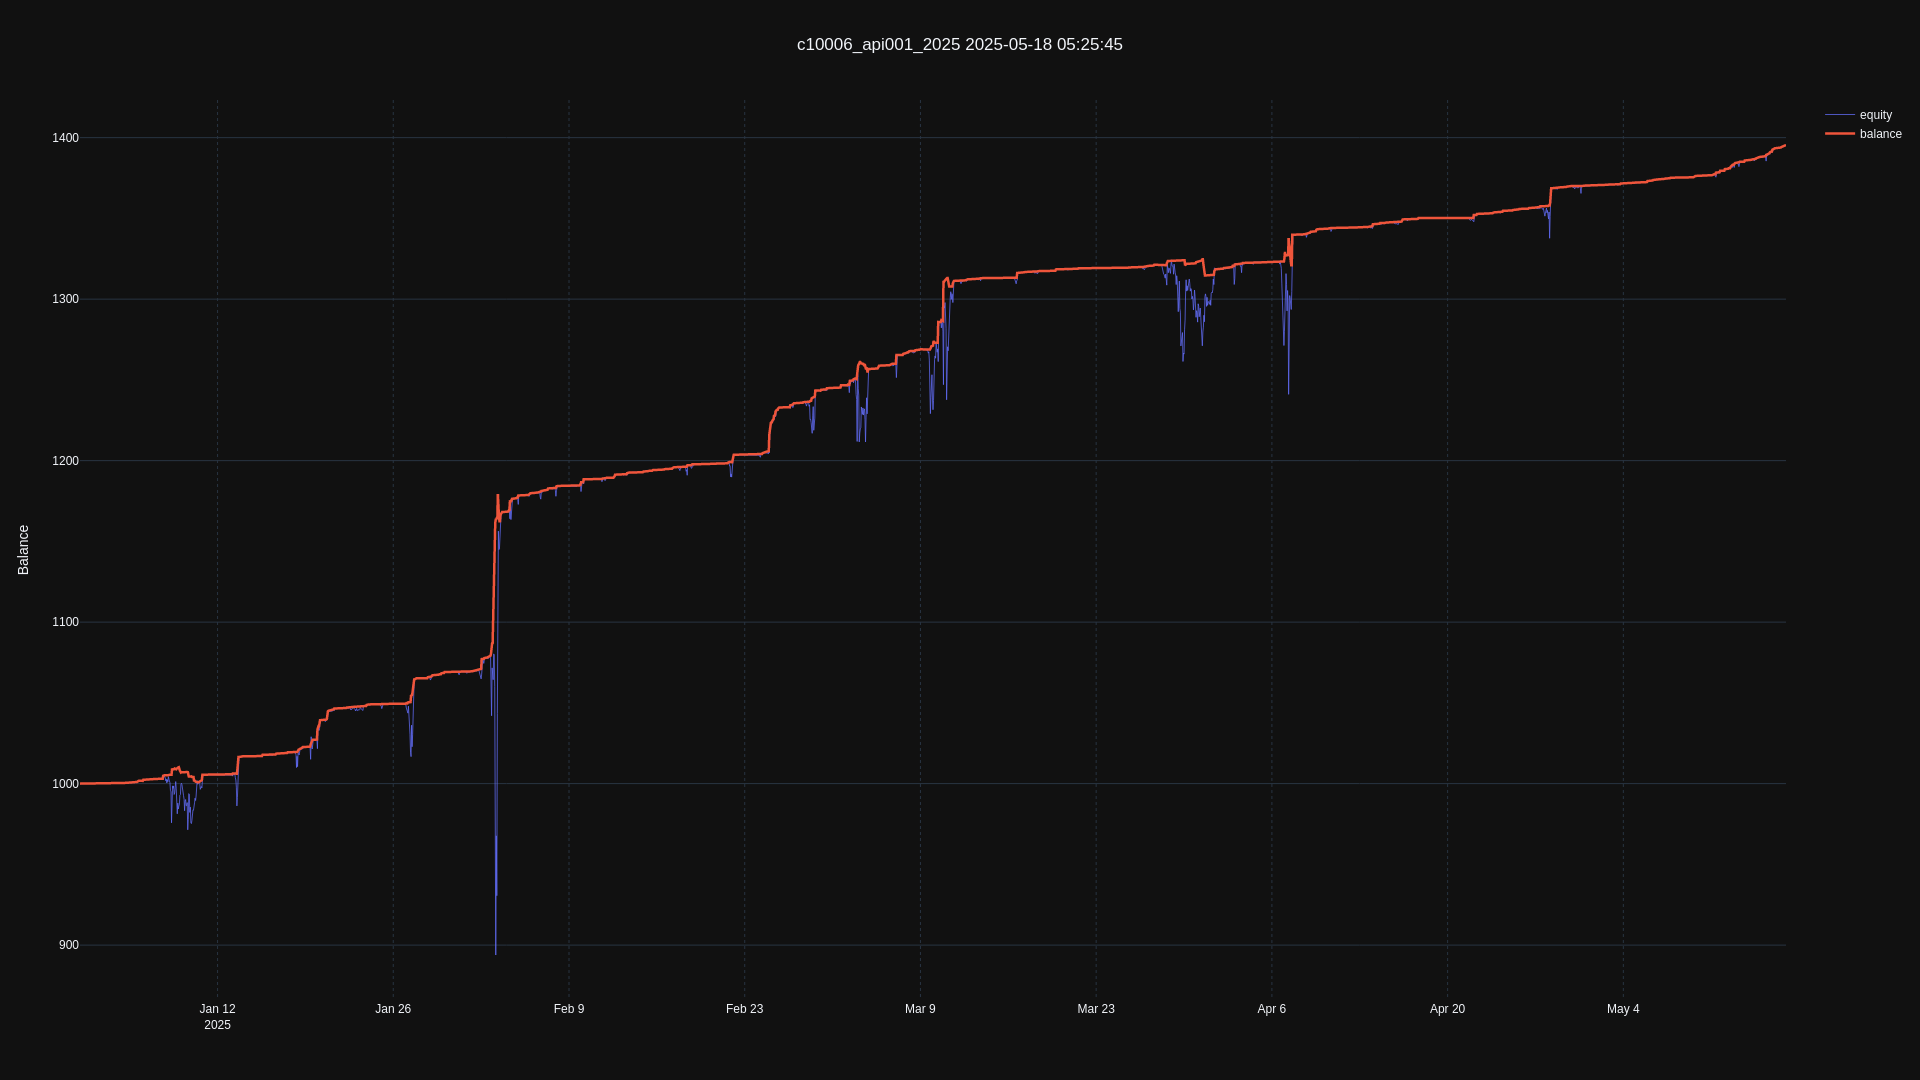 c10006_api001_2025 2025-05-18 05:25:45
equity
balance
1400
1300
1200
1100
1000
900
Balance
Jan 12
2025
Jan 26
Feb 9
Feb 23
Mar 9
Mar 23
Apr 6
Apr 20
May 4